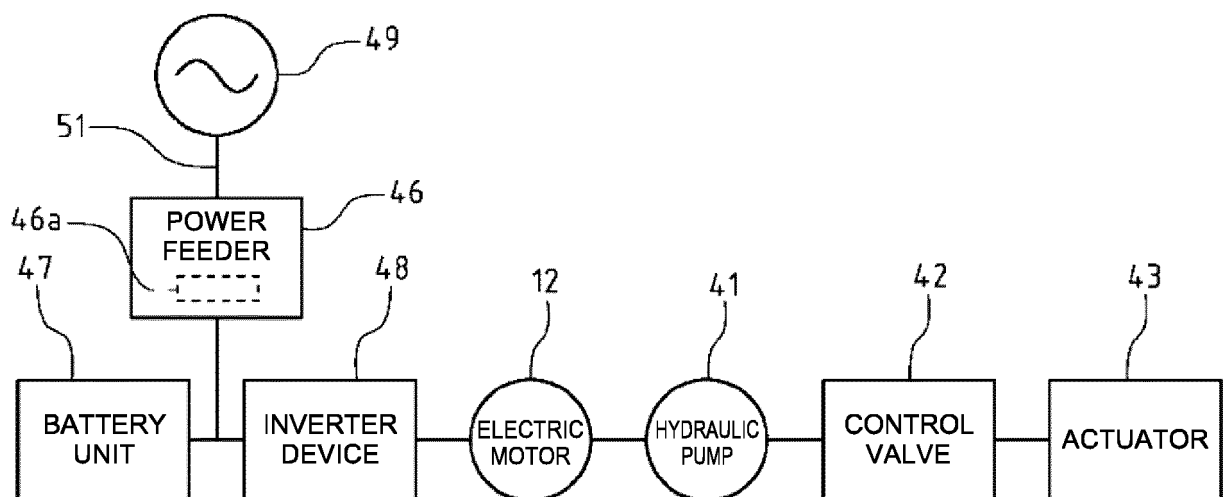 49
51
46
46a
POWER
FEEDER
47
48
12
41
42
43
BATTERY
UNIT
INVERTER
DEVICE
ELECTRIC
MOTOR
HYDRAULIC
PUMP
CONTROL
VALVE
ACTUATOR